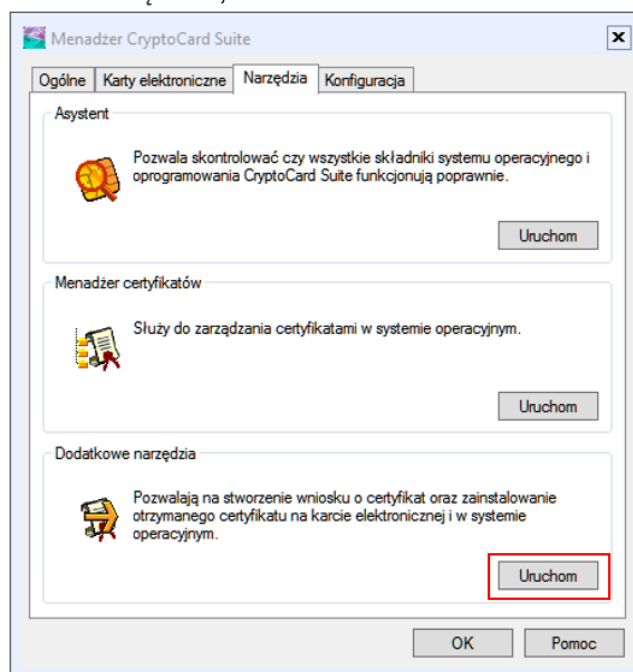 Menadżer CryptoCard Suite
Ogólne Karty elektroniczne Narzędzia Konfiguracja
Asystent
Pozwala skontrolować czy wszystkie składniki systemu operacyjnego i
oprogramowania CryptoCard Suite funkcjonują poprawnie.
Uruchom
Menadżer certyfikatów
Służy do zarządzania certyfikatami w systemie operacyjnym.
Uruchom
Dodatkowe narzędzia
Pozwalają na stworzenie wniosku o certyfikat oraz zainstalowanie
otrzymanego certyfikatu na karcie elektronicznej i w systemie
operacyjnym.
Uruchom
OK Pomoc